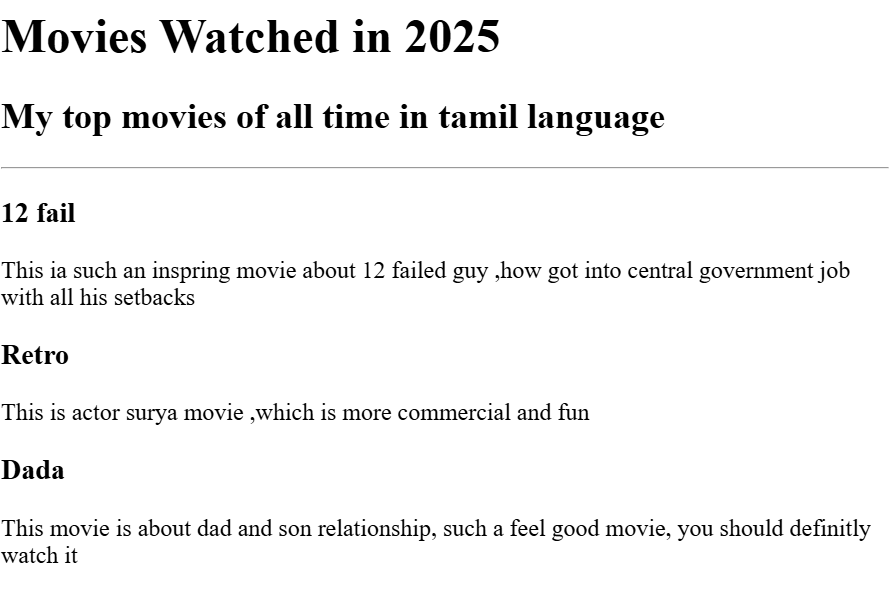 Movies Watched in 2025
My top movies of all time in tamil language
12 fail
This ia such an inspring movie about 12 failed guy ,how got into central government job
with all his setbacks
Retro
This is actor surya movie ,which is more commercial and fun
Dada
This movie is about dad and son relationship, such a feel good movie, you should definitly
watch it